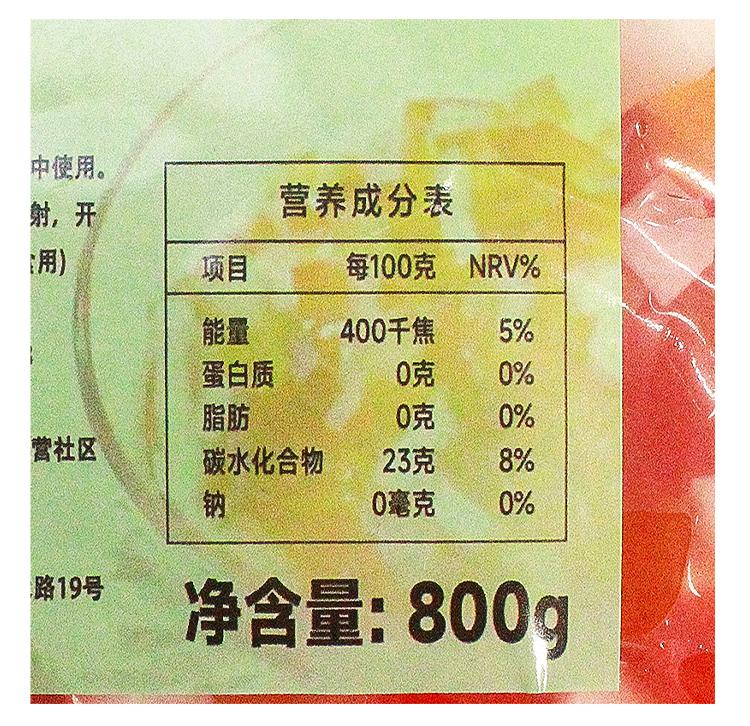 中使用。
射，开
用)
营社区
路19号
营养成分表
项目 每100克 NRV%
能量 400千焦 5%
蛋白质 0克 0%
脂肪 0克 0%
碳水化合物 23克 8%
钠 0毫克 0%
净含量: 800g